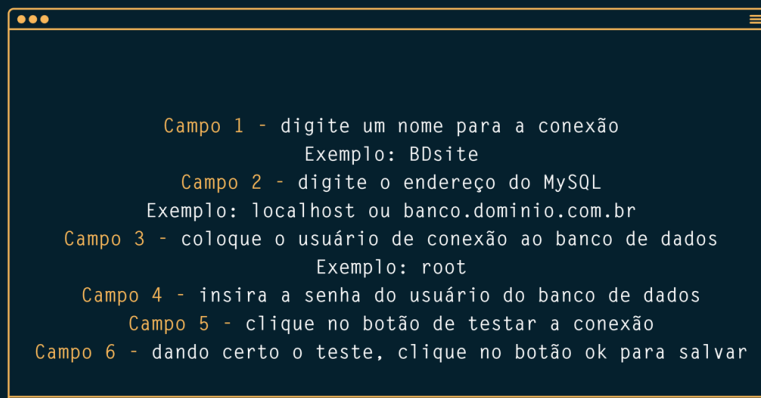 Campo 1 - digite um nome para a conexão
Exemplo: BDsite
Campo 2 - digite o endereço do MySQL
Exemplo: localhost ou banco.dominio.com.br
Campo 3 - coloque o usuário de conexão ao banco de dados
Exemplo: root
Campo 4 - insira a senha do usuário do banco de dados
Campo 5 - clique no botão de testar a conexão
Campo 6 - dando certo o teste, clique no botão ok para salvar